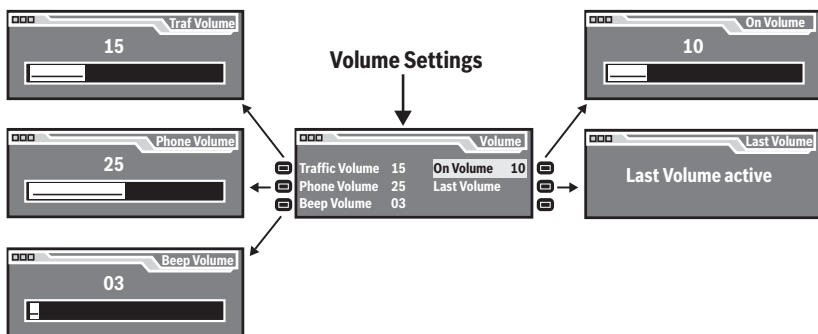 Traf Volume
15
On Volume
10
Volume Settings
Phone Volume
25
Volume
Traffic Volume 15 On Volume 10
Phone Volume 25 Last Volume
Beep Volume 03
Last Volume
Last Volume active
Beep Volume
03